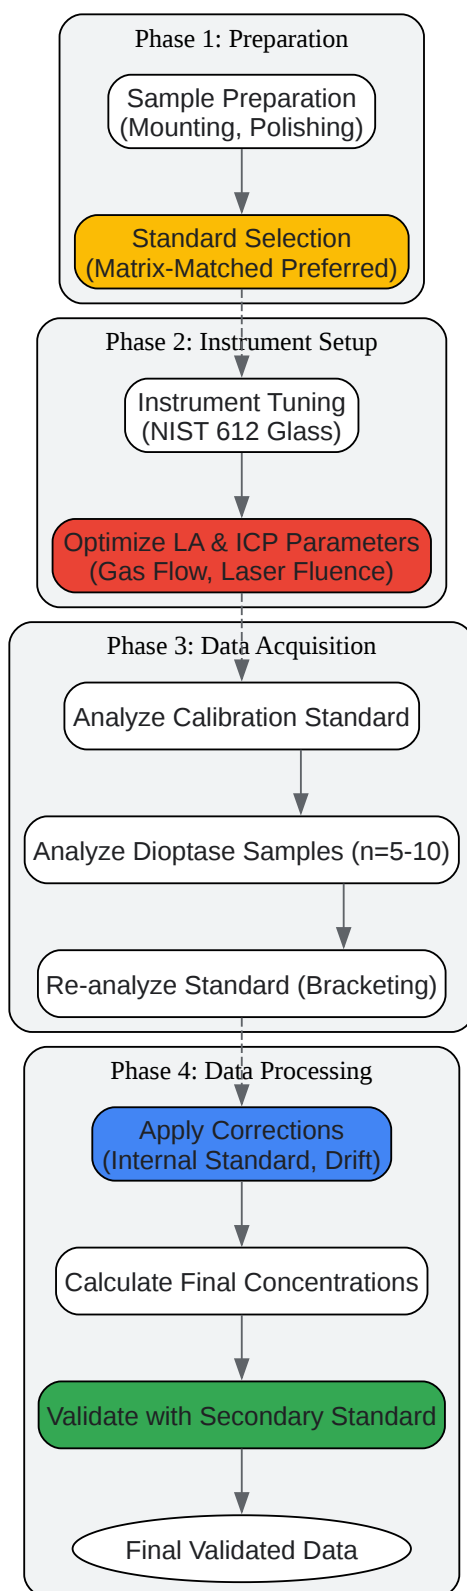 Phase 1: Preparation
Sample Preparation
(Mounting, Polishing)
Standard Selection
(Matrix-Matched Preferred)
Phase 2: Instrument Setup
Instrument Tuning
(NIST 612 Glass)
Optimize LA & ICP Parameters
(Gas Flow, Laser Fluence)
Phase 3: Data Acquisition
Analyze Calibration Standard
Analyze Dioptase Samples (n=5-10)
Re-analyze Standard (Bracketing)
Phase 4: Data Processing
Apply Corrections
(Internal Standard, Drift)
Calculate Final Concentrations
Validate with Secondary Standard
Final Validated Data